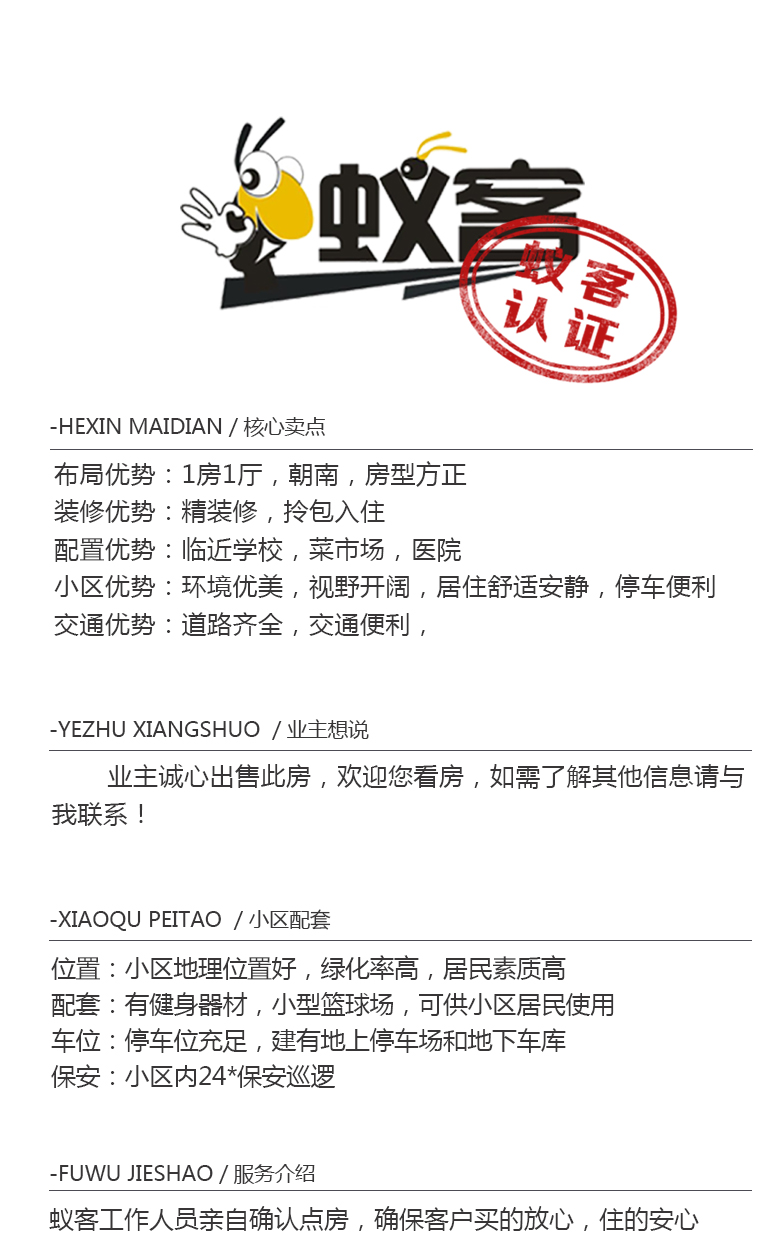 蚁客
蚁客
认证
-HEXIN MAIDIAN / 核心卖点
布局优势：1房1厅，朝南，房型方正
装修优势：精装修，拎包入住
配置优势：临近学校，菜市场，医院
小区优势：环境优美，视野开阔，居住舒适安静，停车便利
交通优势：道路齐全，交通便利，
-YEZHU XIANGSHUO / 业主想说
业主诚心出售此房，欢迎您看房，如需了解其他信息请与
我联系！
-XIAOQU PEITAO / 小区配套
位置：小区地理位置好，绿化率高，居民素质高
配套：有健身器材，小型篮球场，可供小区居民使用
车位：停车位充足，建有地上停车场和地下车库
保安：小区内24*保安巡逻
-FUWU JIESHAO / 服务介绍
蚁客工作人员亲自确认点房，确保客户买的放心，住的安心